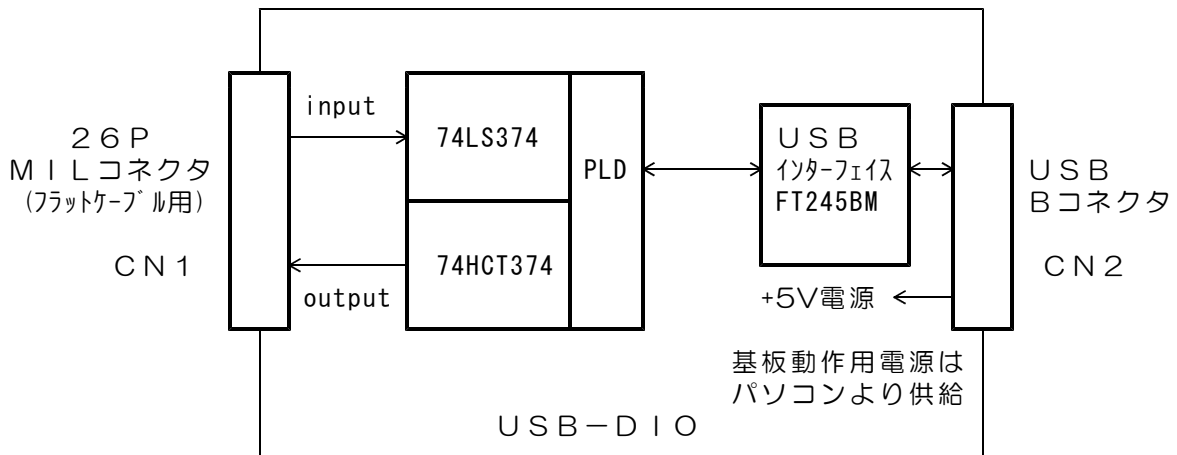 ２６Ｐ
ＭＩＬコネクタ
(ﾌﾗｯﾄｹｰﾌﾞﾙ用)
ＣＮ１
input
output
74LS374
74HCT374
PLD
ＵＳＢ
ｲﾝﾀｰﾌｪｲｽ
FT245BM
+5V電源
ＵＳＢ
Ｂコネクタ
ＣＮ２
基板動作用電源は
パソコンより供給
ＵＳＢ－ＤＩＯ